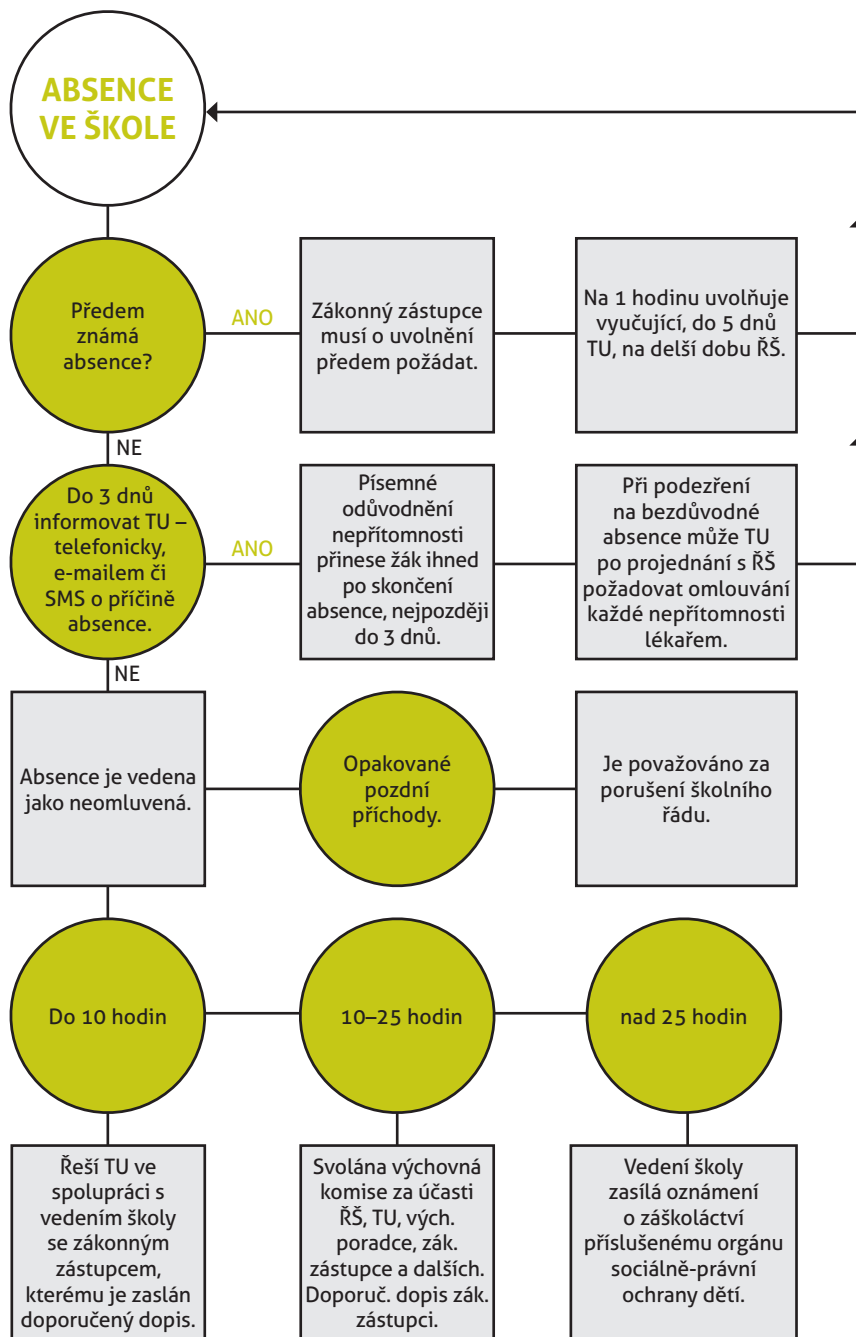 ABSENCE
VE ŠKOLE
Předem
známá
absence?
ANO
Zákonný zástupce
musí o uvolnění
předem požádat.
Na 1 hodinu uvolňuje
vyučující, do 5 dnů
TU, na delší dobu ŘŠ.
NE
Do 3 dnů
informovat TU –
telefonicky,
e-mailem či
SMS o příčině
absence.
ANO
Písemné
odůvodnění
nepřítomnosti
přinese žák ihned
po skončení
absence, nejpozději
do 3 dnů.
Při podezření
na bezdůvodné
absence může TU
po projednání s ŘŠ
požadovat omlouvání
každé nepřítomnosti
lékařem.
NE
Absence je vedena
jako neomluvená.
Opakované
pozdní
příchody.
Je považováno za
porušení školního
řádu.
Do 10 hodin
10–25 hodin
nad 25 hodin
Řeší TU ve
spolupráci s
vedením školy
se zákonným
zástupcem,
kterému je zaslán
doporučený dopis.
Svolána výchovná
komise za účasti
ŘŠ, TU, vých.
poradce, zák.
zástupce a dalších.
Doporuč. dopis zák.
zástupci.
Vedení školy
zasílá oznámení
o záškoláctví
příslušenému orgánu
sociálně-právní
ochrany dětí.